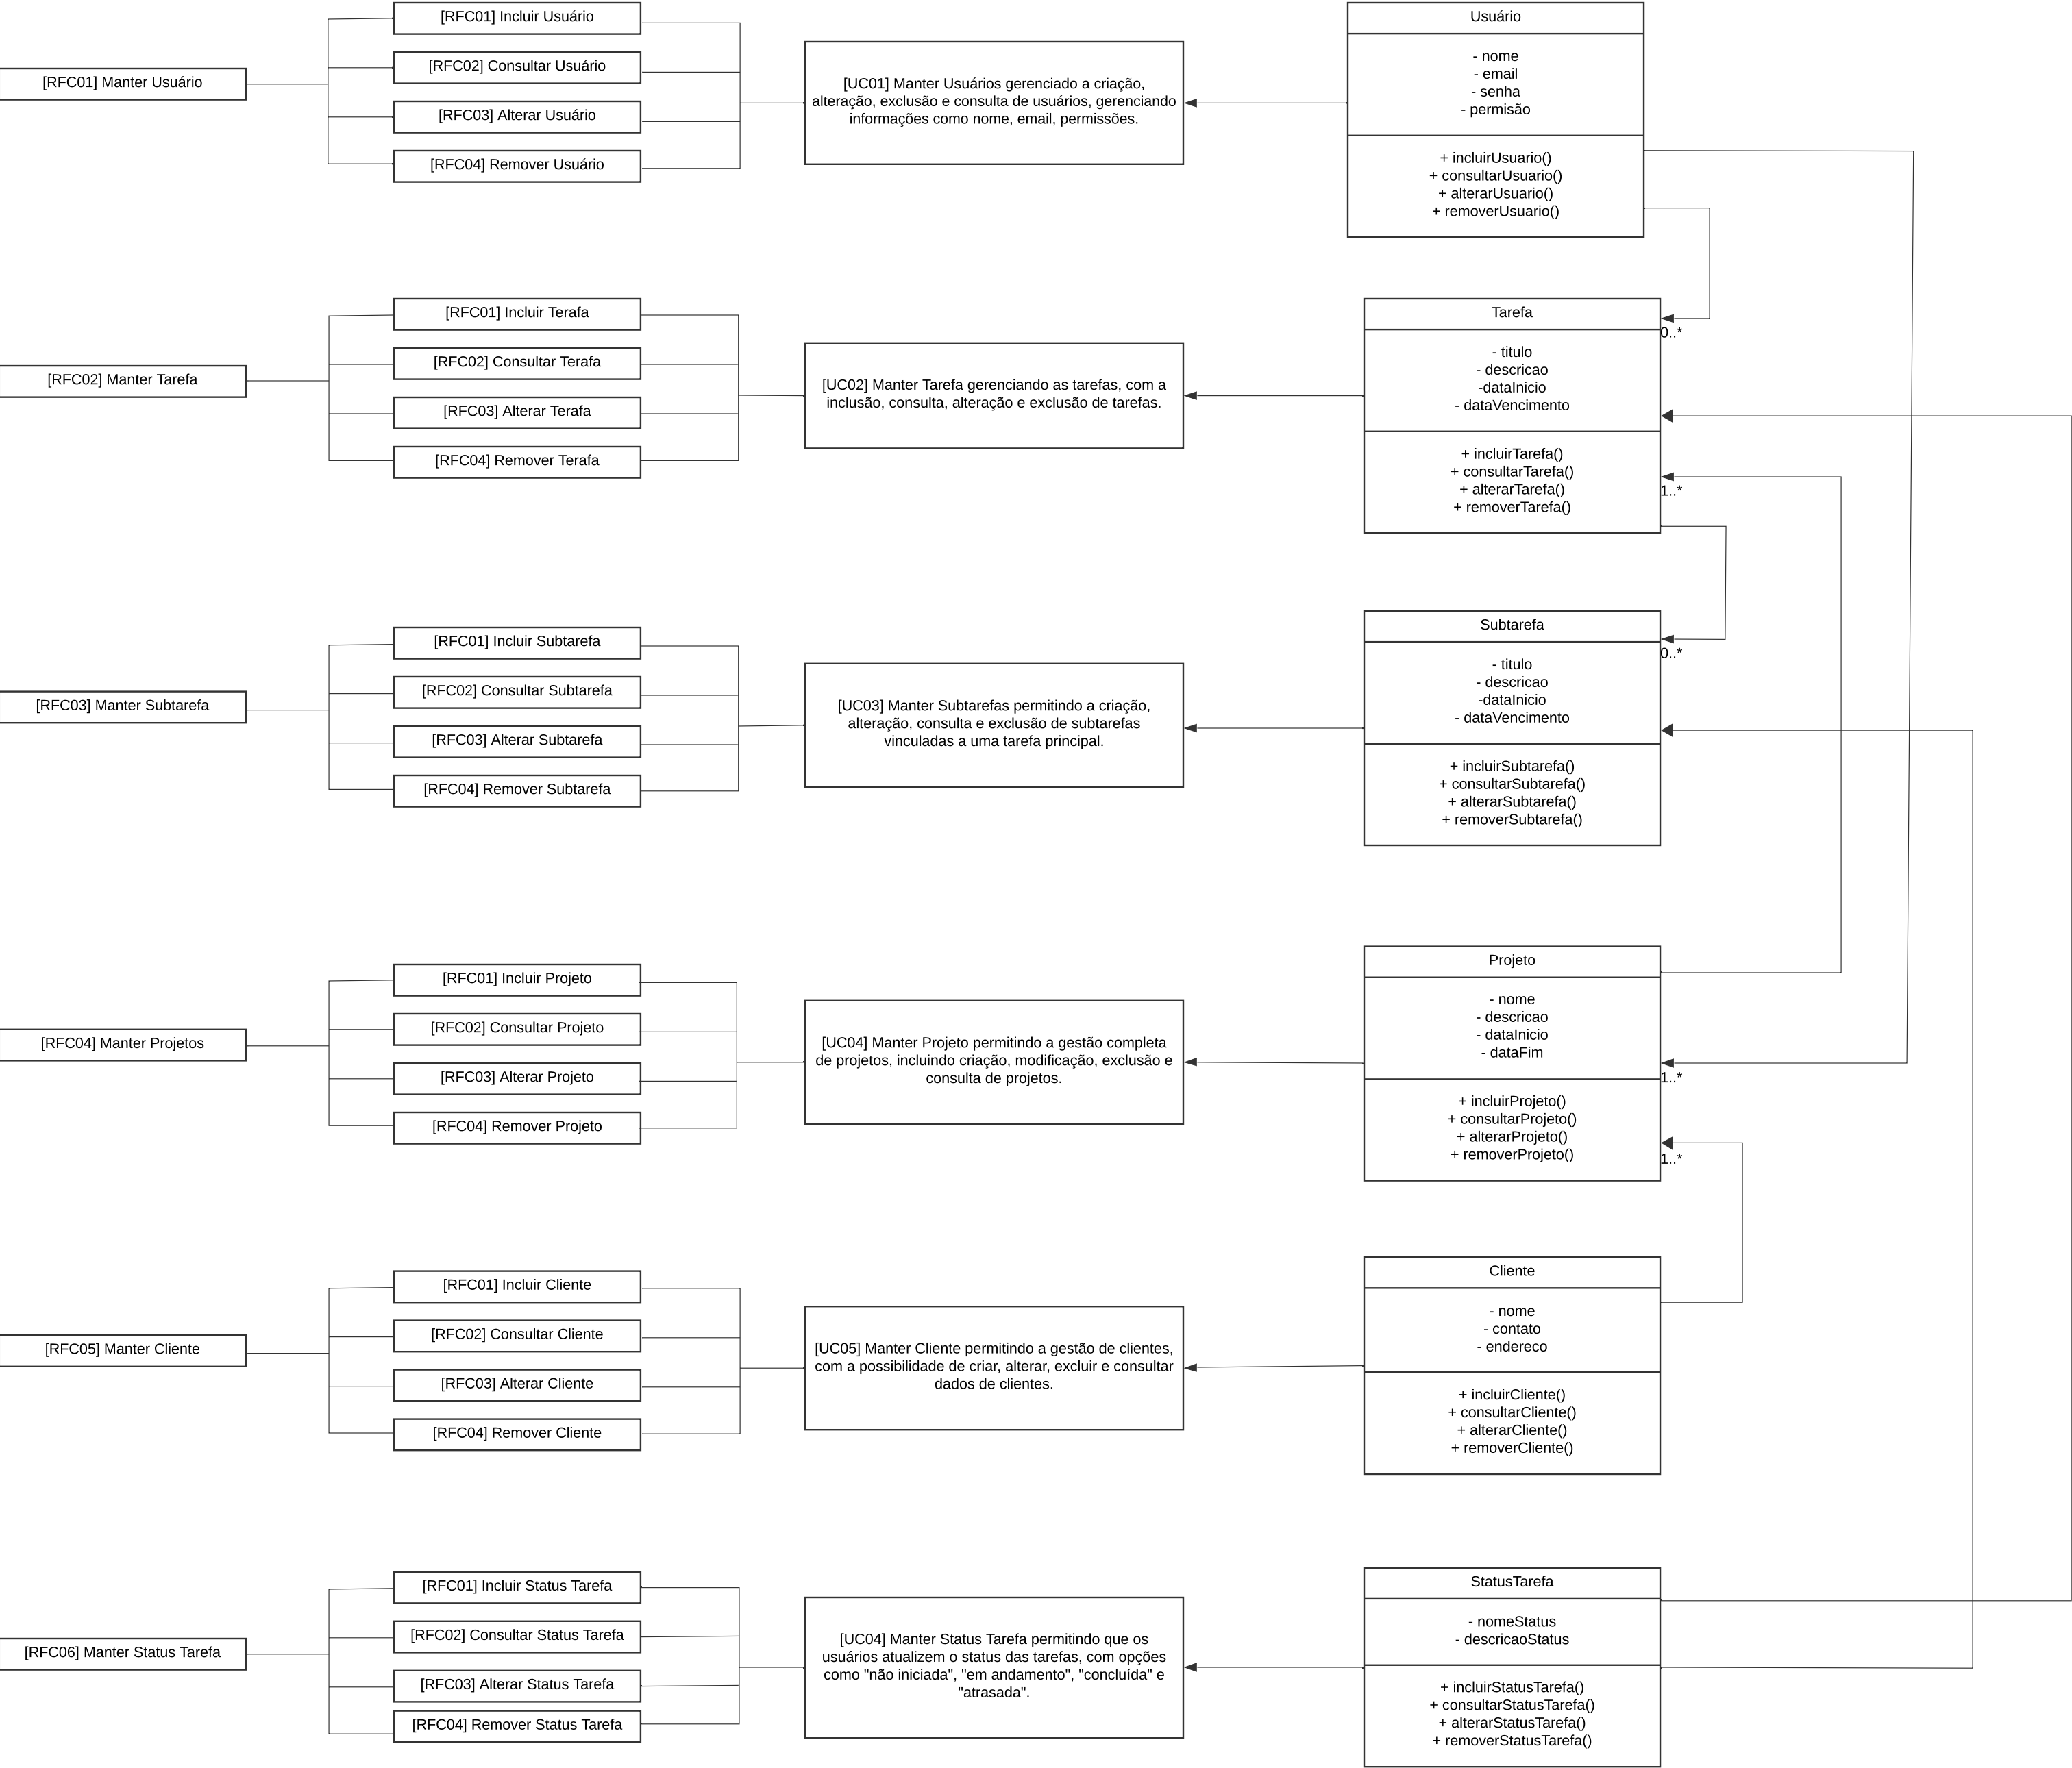 [RFC01] Manter Usuário
[RFC01] Incluir Usuário
[RFC02] Consultar Usuário
[RFC03] Alterar Usuário
[RFC04] Remover Usuário
[UC01] Manter Usuários gerenciado a criação,
alteração, exclusão e consulta de usuários, gerenciando
informações como nome, email, permissões.
Usuário
- nome
- email
- senha
- permisão
+ incluirUsuario()
+ consultarUsuario()
+ alterarUsuario()
+ removerUsuario()
[RFC02] Manter Tarefa
[RFC01] Incluir Terafa
[RFC02] Consultar Terafa
[RFC03] Alterar Terafa
[RFC04] Remover Terafa
[UC02] Manter Tarefa gerenciando as tarefas, com a
inclusão, consulta, alteração e exclusão de tarefas.
Tarefa
0..*
- titulo
- descricao
-dataInicio
- dataVencimento
+ incluirTarefa()
+ consultarTarefa()
+ alterarTarefa()
+ removerTarefa()
1..*
[RFC03] Manter Subtarefa
[RFC01] Incluir Subtarefa
[RFC02] Consultar Subtarefa
[RFC03] Alterar Subtarefa
[RFC04] Remover Subtarefa
[UC03] Manter Subtarefas permitindo a criação,
alteração, consulta e exclusão de subtarefas
vinculadas a uma tarefa principal.
Subtarefa
0..*
- titulo
- descricao
-dataInicio
- dataVencimento
+ incluirSubtarefa()
+ consultarSubtarefa()
+ alterarSubtarefa()
+ removerSubtarefa()
[RFC04] Manter Projetos
[RFC01] Incluir Projeto
[RFC02] Consultar Projeto
[RFC03] Alterar Projeto
[RFC04] Remover Projeto
[UC04] Manter Projeto permitindo a gestão completa
de projetos, incluindo criação, modificação, exclusão e
consulta de projetos.
Projeto
- nome
- descricao
- dataInicio
- dataFim
1..*
+ incluirProjeto()
+ consultarProjeto()
+ alterarProjeto()
+ removerProjeto()
1..*
[RFC05] Manter Cliente
[RFC01] Incluir Cliente
[RFC02] Consultar Cliente
[RFC03] Alterar Cliente
[RFC04] Remover Cliente
[UC05] Manter Cliente permitindo a gestão de clientes,
com a possibilidade de criar, alterar, excluir e consultar
dados de clientes.
Cliente
- nome
- contato
- endereco
+ incluirCliente()
+ consultarCliente()
+ alterarCliente()
+ removerCliente()
[RFC06] Manter Status Tarefa
[RFC01] Incluir Status Tarefa
[RFC02] Consultar Status Tarefa
[RFC03] Alterar Status Tarefa
[RFC04] Remover Status Tarefa
[UC04] Manter Status Tarefa permitindo que os
usuários atualizem o status das tarefas, com opções
como "não iniciada", "em andamento", "concluída" e
"atrasada".
StatusTarefa
- nomeStatus
- descricaoStatus
+ incluirStatusTarefa()
+ consultarStatusTarefa()
+ alterarStatusTarefa()
+ removerStatusTarefa()